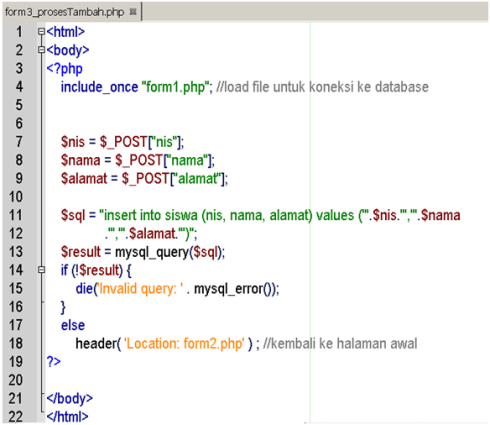 form3_prosesTambah.php
1 <html>
2 <body>
3 <?php
4 include_once "form1.php"; //load file untuk koneksi ke database
5
6
7 $nis = $_POST["nis"];
8 $nama = $_POST["nama"];
9 $alamat = $_POST["alamat"];
10
11 $sql = "insert into siswa (nis, nama, alamat) values ('".$nis."','".$nama
12 ."','".$alamat."')";
13 $result = mysql_query($sql);
14 if (!$result) {
15 die('Invalid query: ' . mysql_error());
16 }
17 else
18 header( 'Location: form2.php' ) ; //kembali ke halaman awal
19 ?>
20
21 </body>
22 </html>